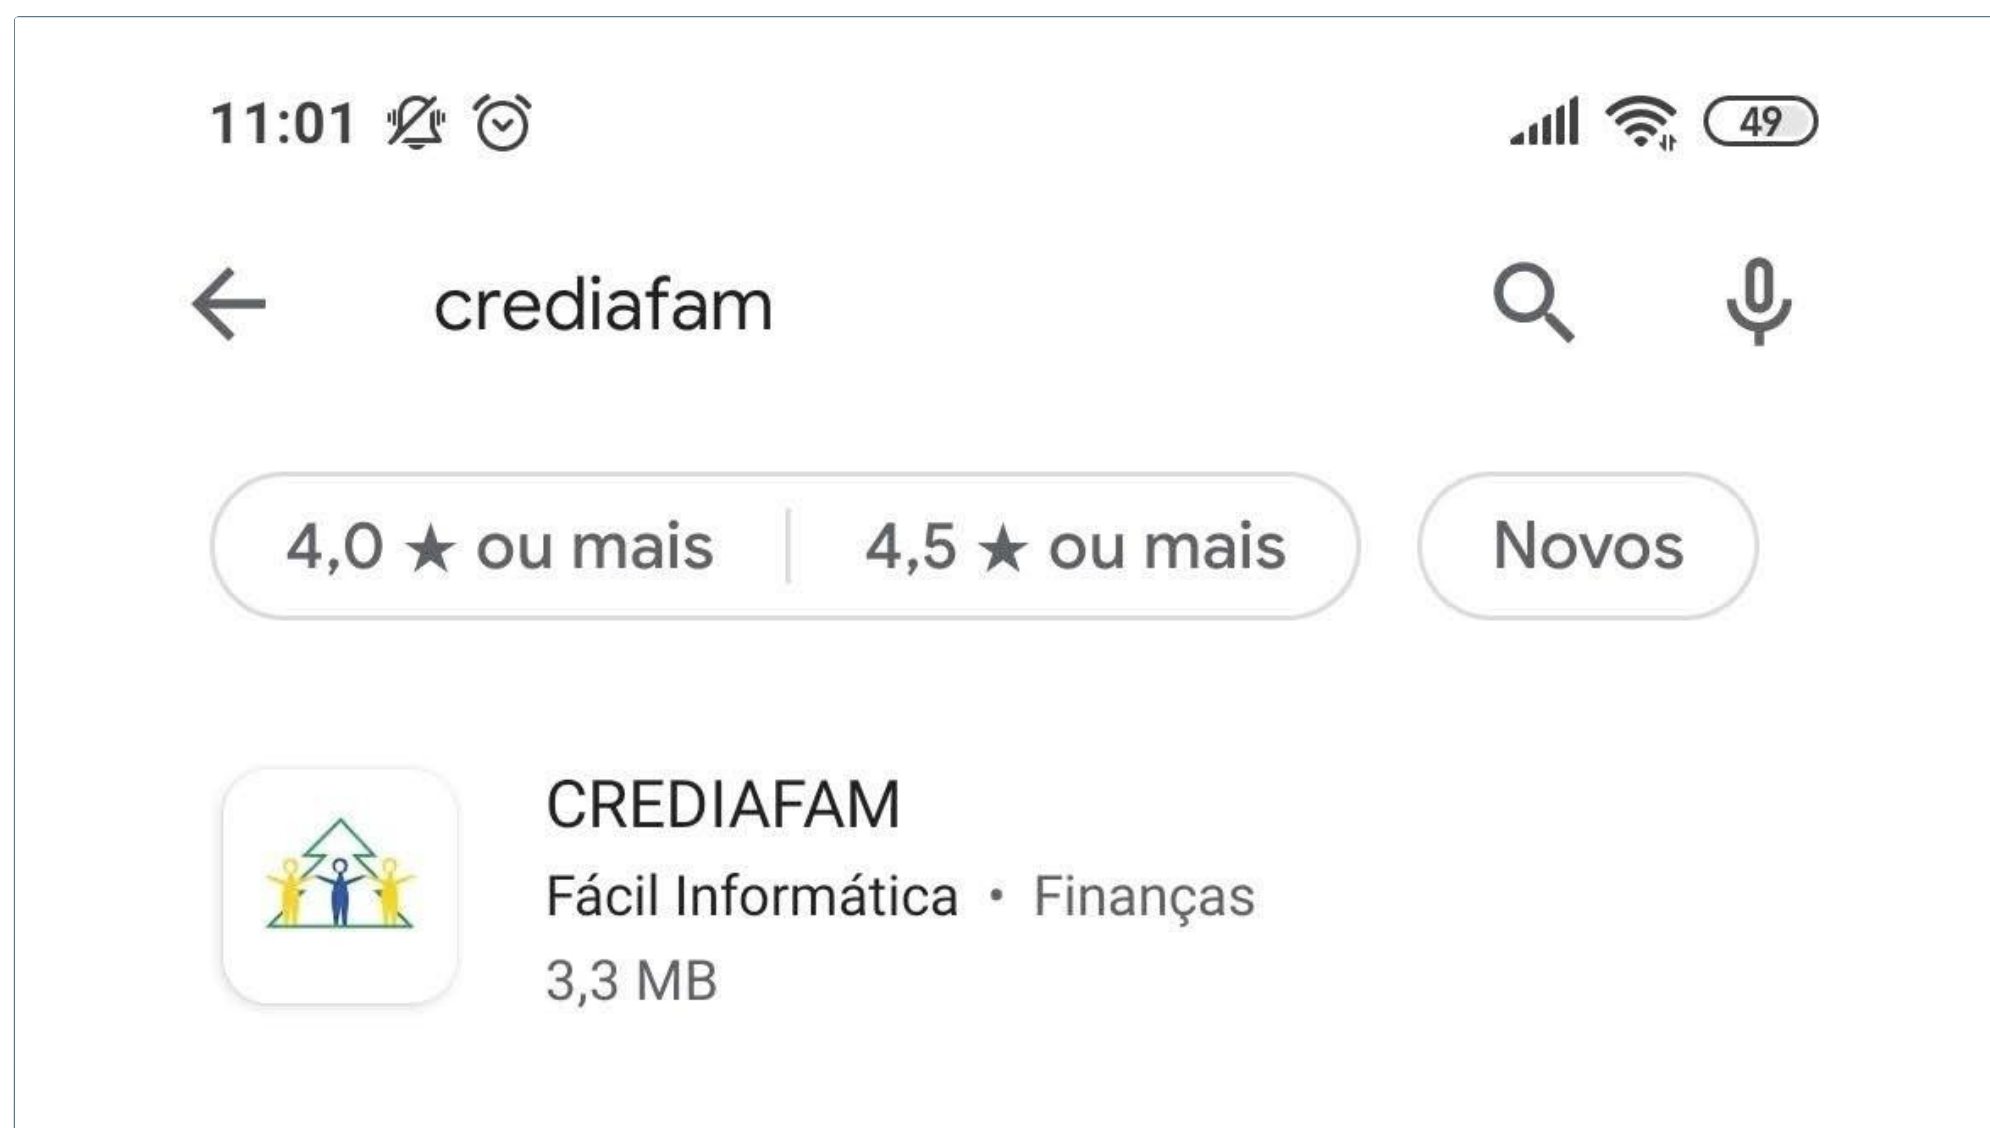 11:01 49
crediafam
4,0 ★ ou mais 4,5 ★ ou mais Novos
CREDIAFAM
Fácil Informática • Finanças
3,3 MB